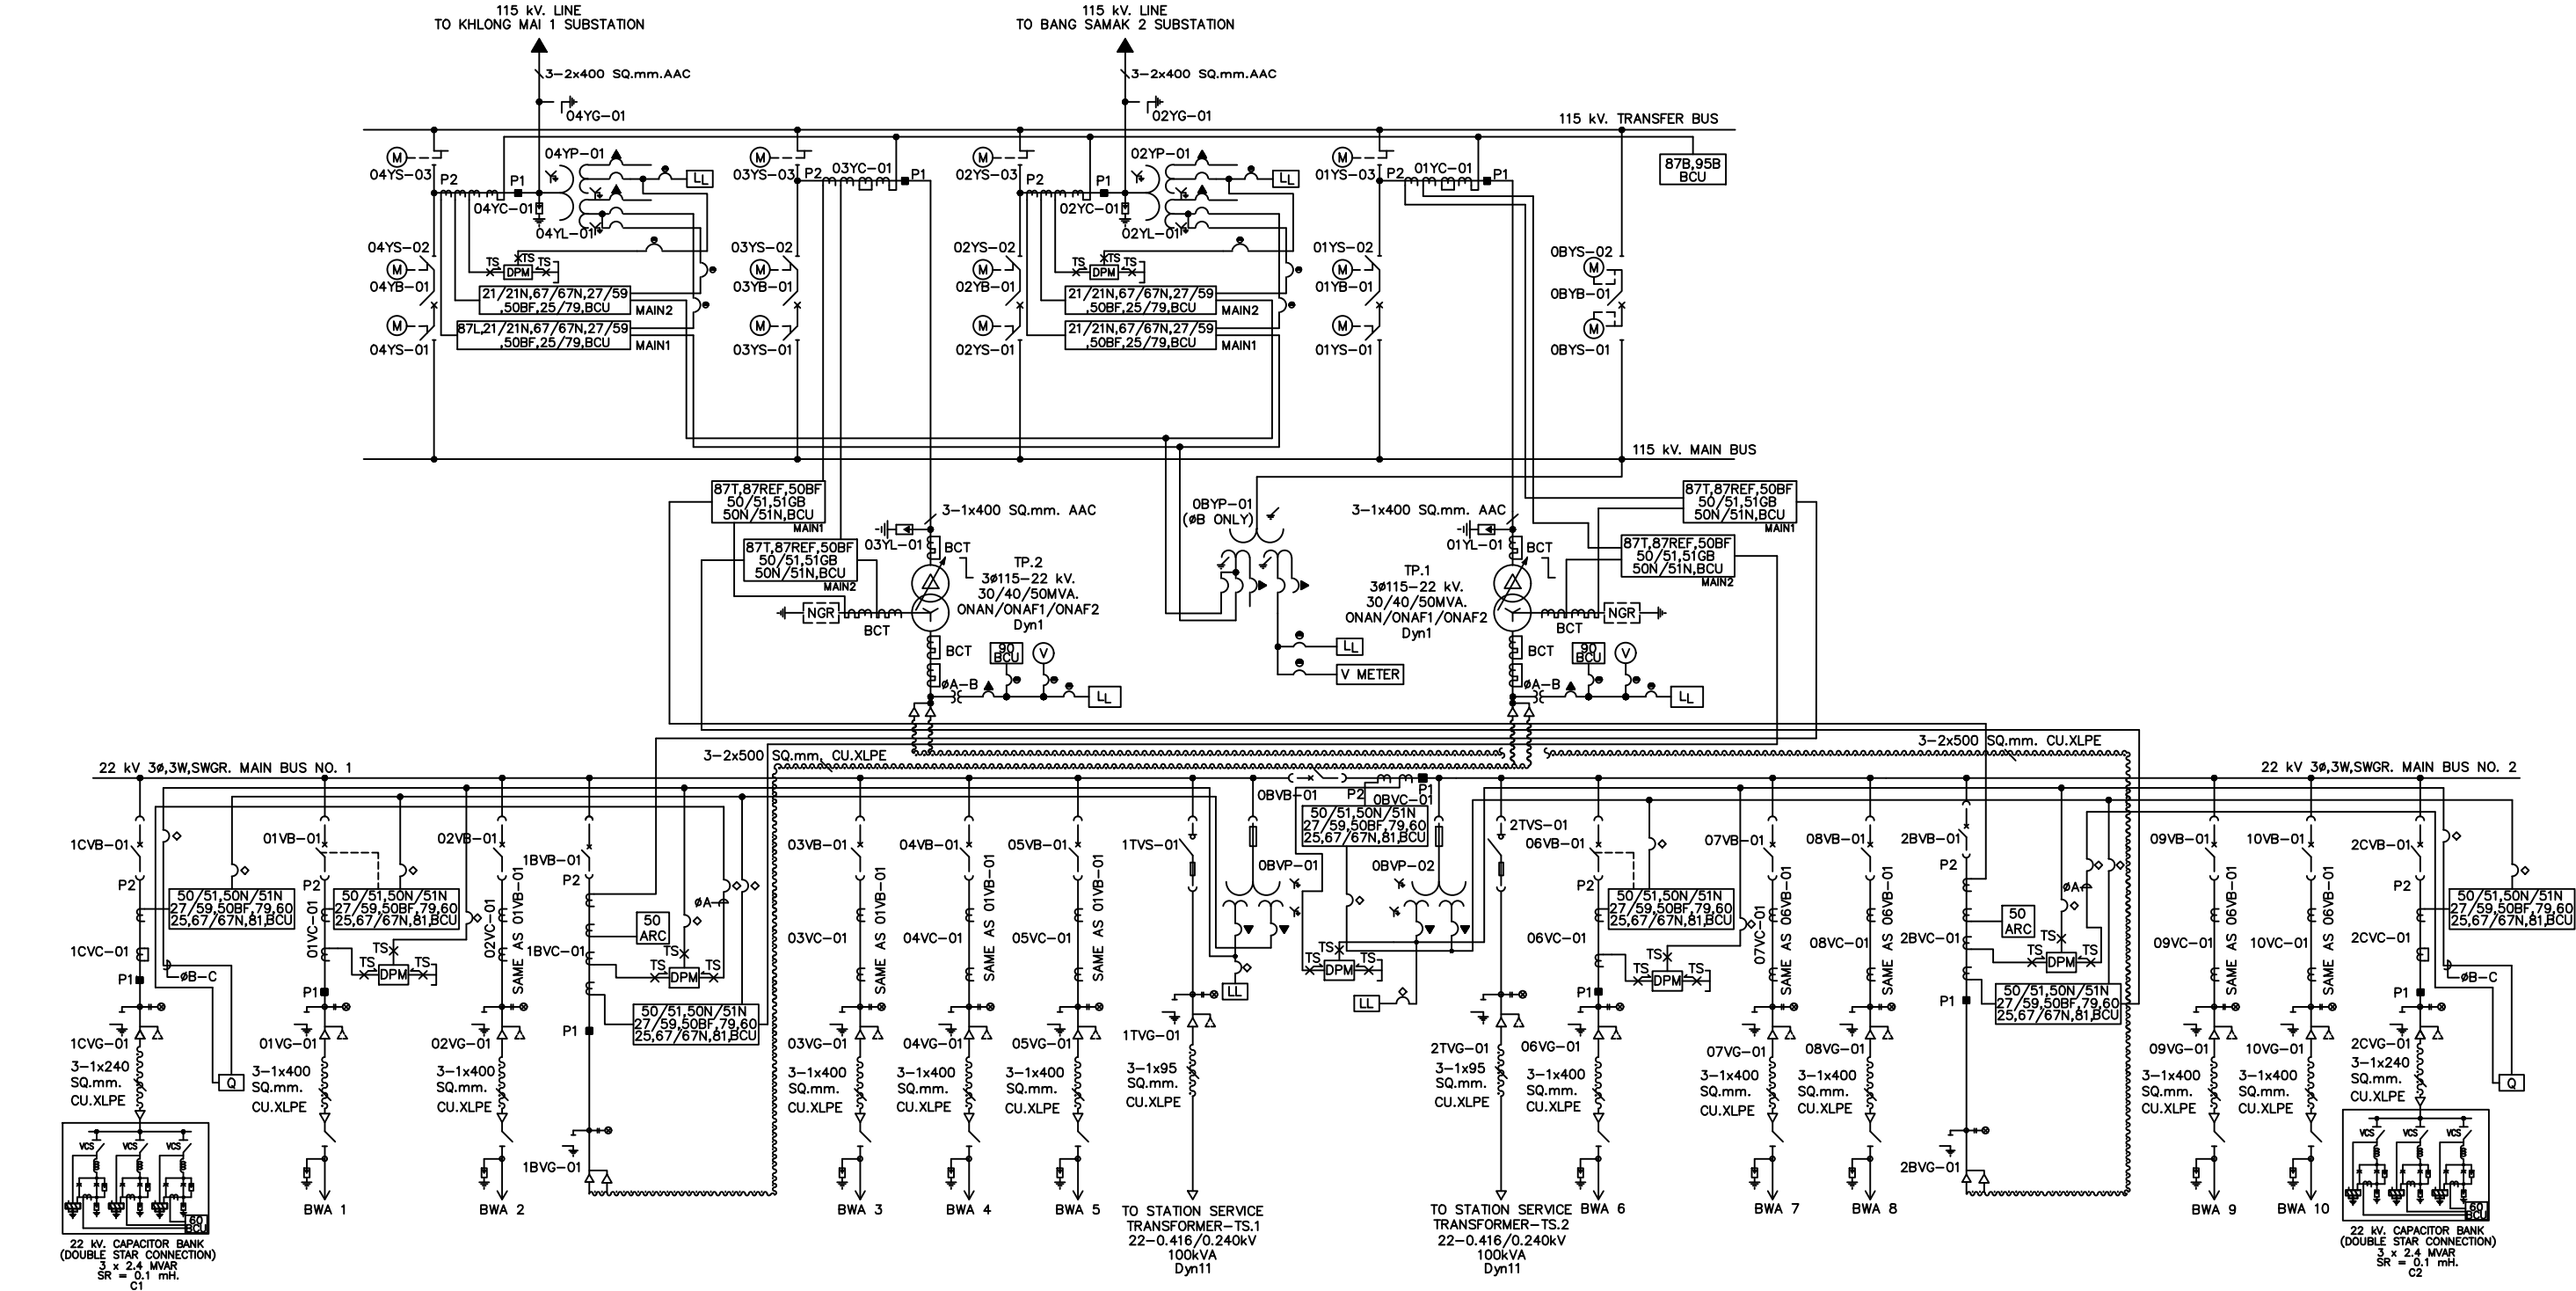 115 kV. LINE
TO KHLONG MAI 1 SUBSTATION
115 kV. LINE
TO BANG SAMAK 2 SUBSTATION
3-2x400 SQ.mm.AAC
3-2x400 SQ.mm.AAC
04YG-01
02YG-01
115 kV. TRANSFER BUS
87B,95B
BCU
M
04YS-03
P2
P1
04YP-01
04YC-01
04YL-01
LL
M
03YS-03
P2
03YC-01
P1
M
02YS-03
P2
P1
02YP-01
02YC-01
02YL-01
LL
M
01YS-03
P2
01YC-01
P1
04YS-02
M
04YB-01
M
04YS-01
TS
TS
TS
DPM
21/21N,67/67N,27/59
,50BF,25/79,BCU
MAIN2
87L,21/21N,67/67N,27/59
,50BF,25/79,BCU
MAIN1
03YS-02
M
03YB-01
M
03YS-01
02YS-02
M
02YB-01
M
02YS-01
TS
TS
TS
DPM
21/21N,67/67N,27/59
,50BF,25/79,BCU
MAIN2
21/21N,67/67N,27/59
,50BF,25/79,BCU
MAIN1
01YS-02
M
01YB-01
M
01YS-01
0BYS-02
M
0BYB-01
M
0BYS-01
115 kV. MAIN BUS
87T,87REF,50BF
50/51,51GB
50N/51N,BCU
MAIN1
87T,87REF,50BF
50/51,51GB
50N/51N,BCU
MAIN2
3-1x400 SQ.mm. AAC
03YL-01
BCT
TP.2
3ø115-22 kV.
30/40/50MVA.
ONAN/ONAF1/ONAF2
Dyn1
NGR
BCT
BCT
90
BCU
V
øA-B
LL
0BYP-01
(øB ONLY)
LL
V METER
3-1x400 SQ.mm. AAC
01YL-01
BCT
TP.1
3ø115-22 kV.
30/40/50MVA.
ONAN/ONAF1/ONAF2
Dyn1
NGR
BCT
BCT
90
BCU
V
øA-B
LL
87T,87REF,50BF
50/51,51GB
50N/51N,BCU
MAIN1
87T,87REF,50BF
50/51,51GB
50N/51N,BCU
MAIN2
3-2x500 SQ.mm. CU.XLPE
3-2x500 SQ.mm. CU.XLPE
22 kV 3ø,3W,SWGR. MAIN BUS NO. 1
22 kV 3ø,3W,SWGR. MAIN BUS NO. 2
1CVB-01
P2
50/51,50N/51N
27/59,50BF,79,60
25,67/67N,81,BCU
1CVC-01
P1
øB-C
1CVG-01
3-1x240
SQ.mm.
CU.XLPE
Q
VCS
VCS
VCS
60
BCU
22 kV. CAPACITOR BANK
(DOUBLE STAR CONNECTION)
3 x 2.4 MVAR
SR = 0.1 mH.
C1
01VB-01
P2
50/51,50N/51N
27/59,50BF,79,60
25,67/67N,81,BCU
01VC-01
TS
TS
TS
DPM
P1
01VG-01
3-1x400
SQ.mm.
CU.XLPE
BWA 1
02VB-01
02VC-01
SAME AS 01VB-01
02VG-01
3-1x400
SQ.mm.
CU.XLPE
BWA 2
1BVB-01
P2
50
ARC
øA
1BVC-01
TS
TS
TS
DPM
50/51,50N/51N
27/59,50BF,79,60
25,67/67N,81,BCU
P1
1BVG-01
03VB-01
03VC-01
SAME AS 01VB-01
03VG-01
3-1x400
SQ.mm.
CU.XLPE
BWA 3
04VB-01
04VC-01
SAME AS 01VB-01
04VG-01
3-1x400
SQ.mm.
CU.XLPE
BWA 4
05VB-01
05VC-01
SAME AS 01VB-01
05VG-01
3-1x400
SQ.mm.
CU.XLPE
BWA 5
1TVS-01
1TVG-01
3-1x95
SQ.mm.
CU.XLPE
TO STATION SERVICE
TRANSFORMER-TS.1
22-0.416/0.240kV
100kVA
Dyn11
0BVB-01
P2
P1
0BVC-01
50/51,50N/51N
27/59,50BF,79,60
25,67/67N,81,BCU
0BVP-01
0BVP-02
LL
TS
TS
TS
DPM
LL
2TVS-01
2TVG-01
3-1x95
SQ.mm.
CU.XLPE
TO STATION SERVICE
TRANSFORMER-TS.2
22-0.416/0.240kV
100kVA
Dyn11
06VB-01
P2
50/51,50N/51N
27/59,50BF,79,60
25,67/67N,81,BCU
06VC-01
TS
TS
TS
DPM
P1
06VG-01
3-1x400
SQ.mm.
CU.XLPE
BWA 6
07VB-01
07VC-01
SAME AS 06VB-01
07VG-01
3-1x400
SQ.mm.
CU.XLPE
BWA 7
08VB-01
08VC-01
SAME AS 06VB-01
08VG-01
3-1x400
SQ.mm.
CU.XLPE
BWA 8
2BVB-01
P2
øA
50
ARC
2BVC-01
TS
TS
TS
DPM
50/51,50N/51N
27/59,50BF,79,60
25,67/67N,81,BCU
P1
2BVG-01
09VB-01
09VC-01
SAME AS 06VB-01
09VG-01
3-1x400
SQ.mm.
CU.XLPE
BWA 9
10VB-01
10VC-01
SAME AS 06VB-01
10VG-01
3-1x400
SQ.mm.
CU.XLPE
BWA 10
2CVB-01
P2
50/51,50N/51N
27/59,50BF,79,60
25,67/67N,81,BCU
2CVC-01
P1
øB-C
2CVG-01
3-1x240
SQ.mm.
CU.XLPE
Q
VCS
VCS
VCS
60
BCU
22 kV. CAPACITOR BANK
(DOUBLE STAR CONNECTION)
3 x 2.4 MVAR
SR = 0.1 mH.
C2